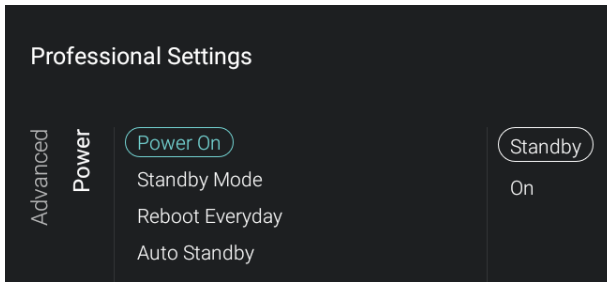 Professional Settings
Advanced
Power
Power On
Standby Mode
Reboot Everyday
Auto Standby
Standby
On